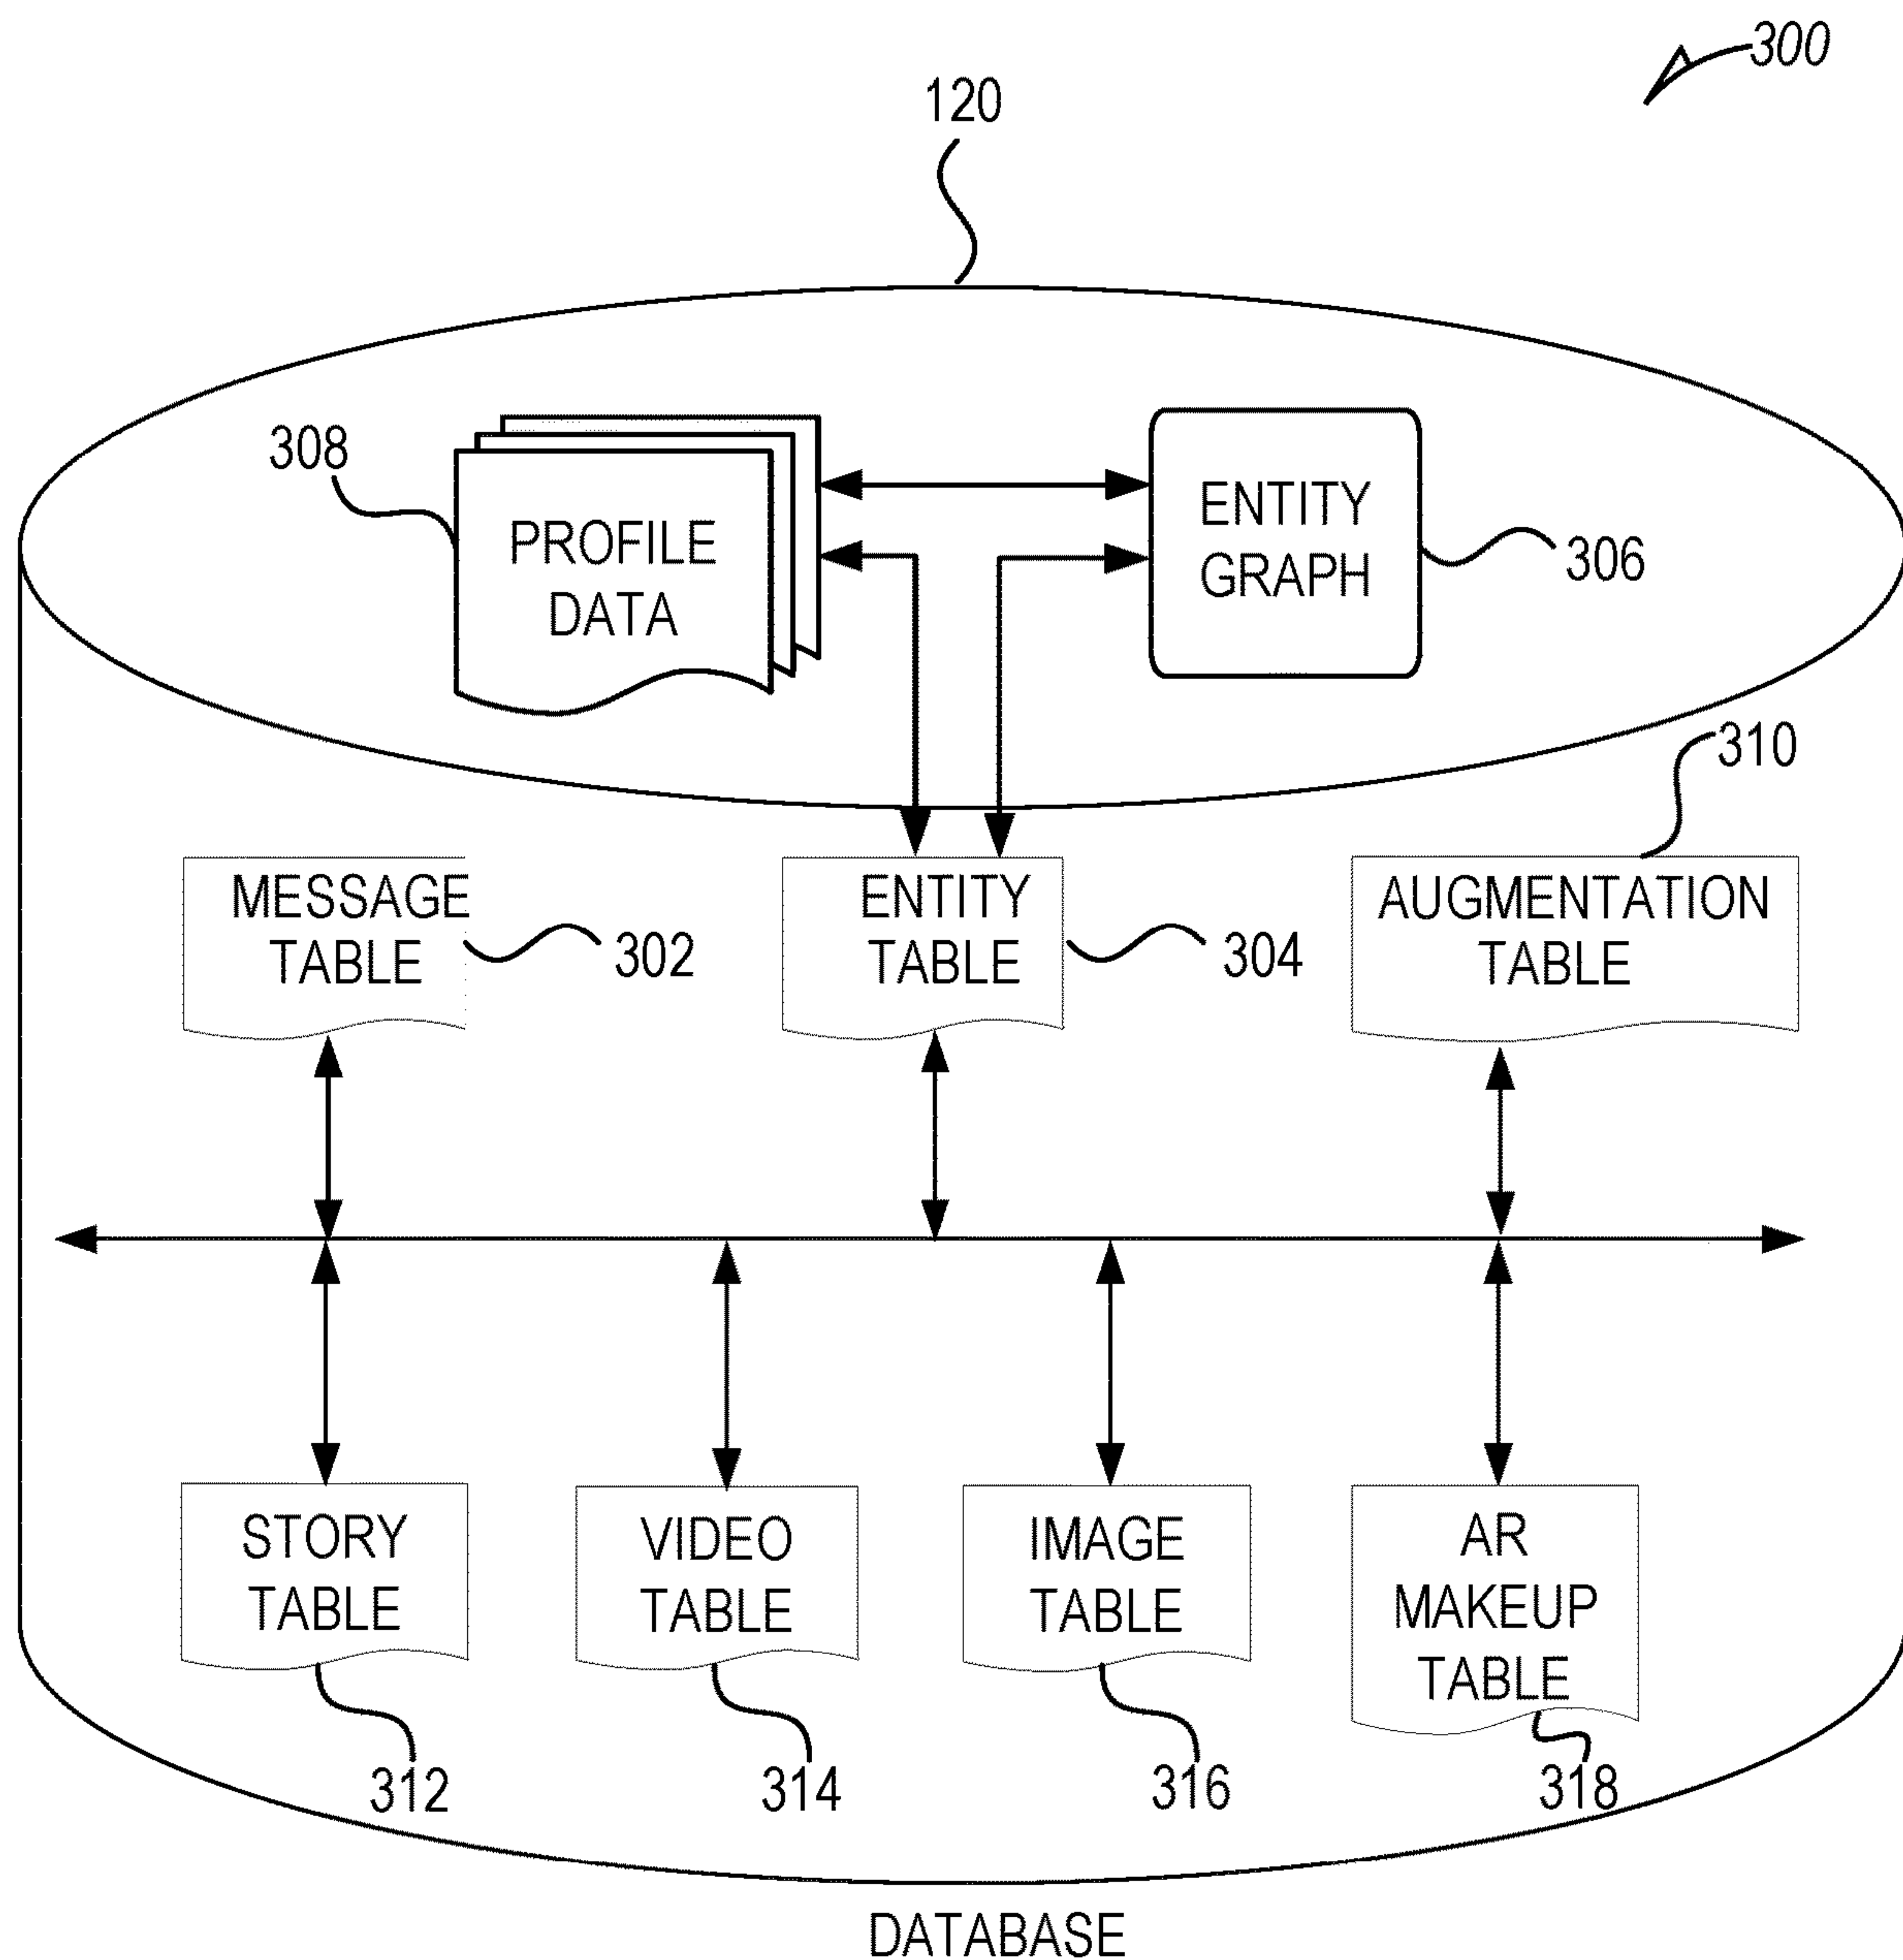 300
120
308
PROFILE
DATA
ENTITY
GRAPH
306
310
MESSAGE
TABLE
302
ENTITY
TABLE
304
AUGMENTATION
TABLE
STORY
TABLE
VIDEO
TABLE
IMAGE
TABLE
AR
MAKEUP
TABLE
312
314
316
318
DATABASE